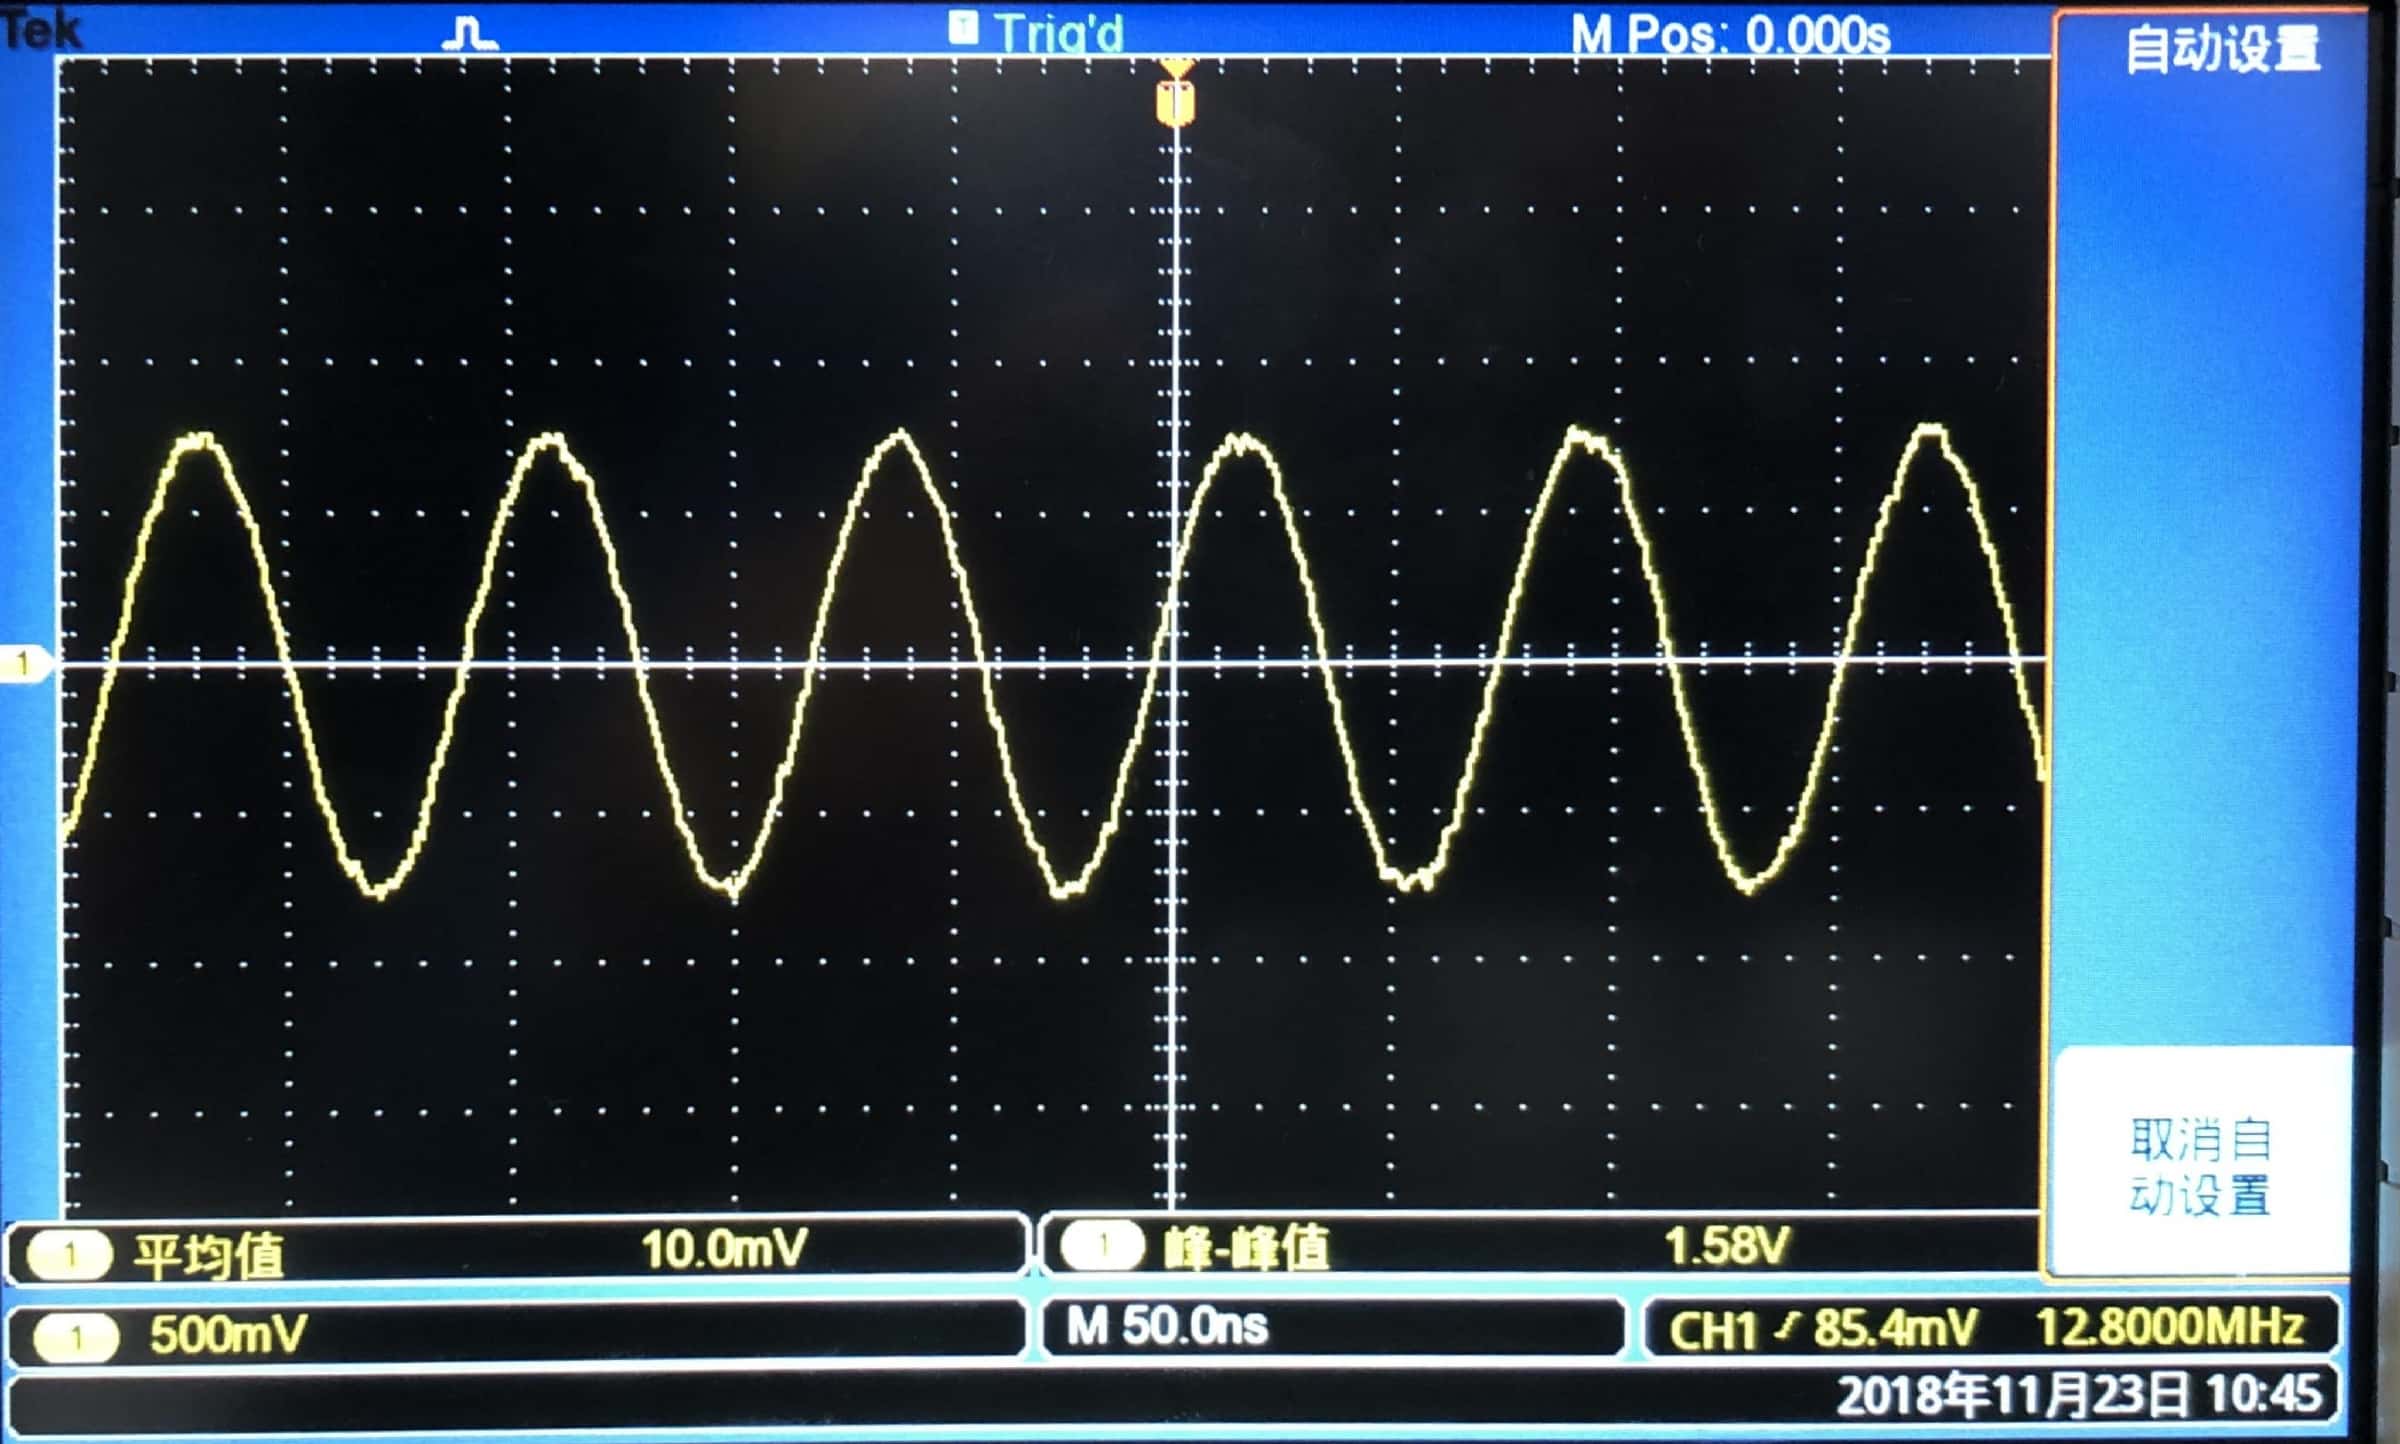 Tek
T Trig'd
M Pos: 0.000s
自动设置
T
1
取消自
动设置
1 平均值 10.0mV
1 峰-峰值 1.58V
1 500mV
M 50.0ns
CH1 85.4mV 12.8000MHz
2018年11月23日 10:45